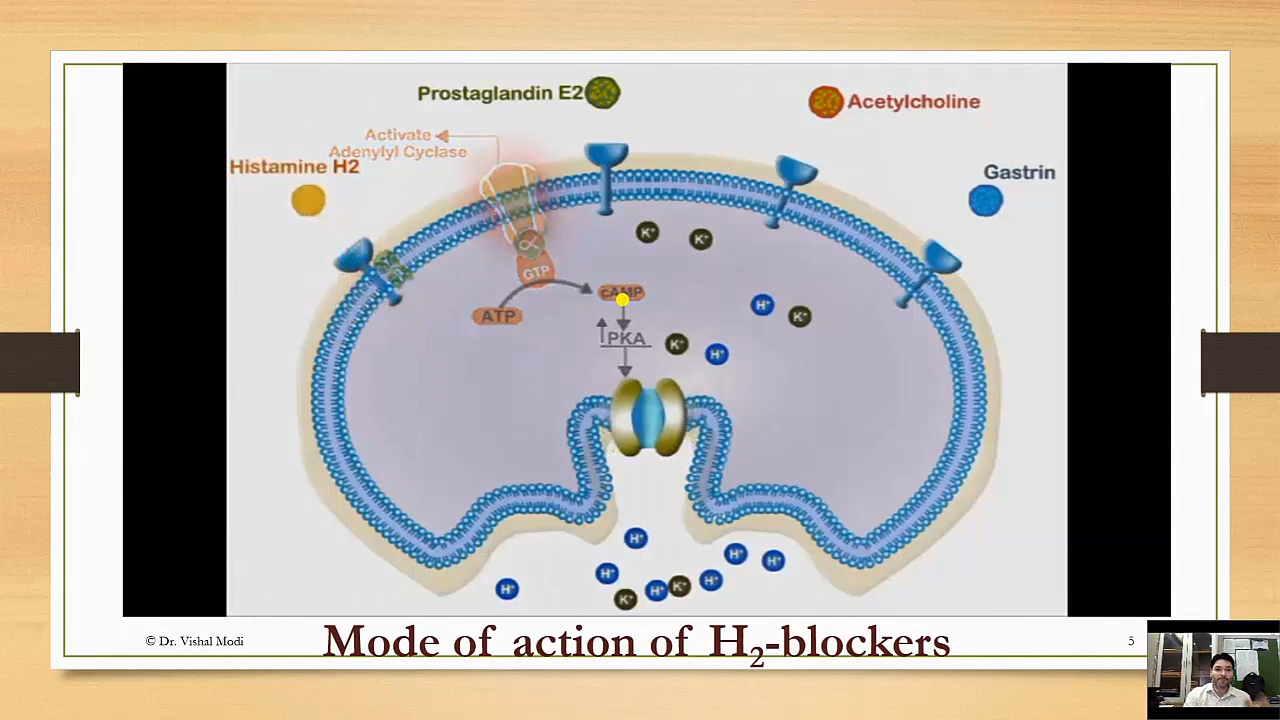 Prostaglandin E2
Acetylcholine
Activate
Adenylyl Cyclase
Histamine H2
Gastrin
K⁺
K⁺
α
GTP
cAMP
ATP
H⁺
K⁺
PKA
K⁺
H⁺
H⁺
H⁺
H⁺
H⁺
H⁺
K⁺
H⁺
K⁺
H⁺
© Dr. Vishal Modi
Mode of action of H₂-blockers
5